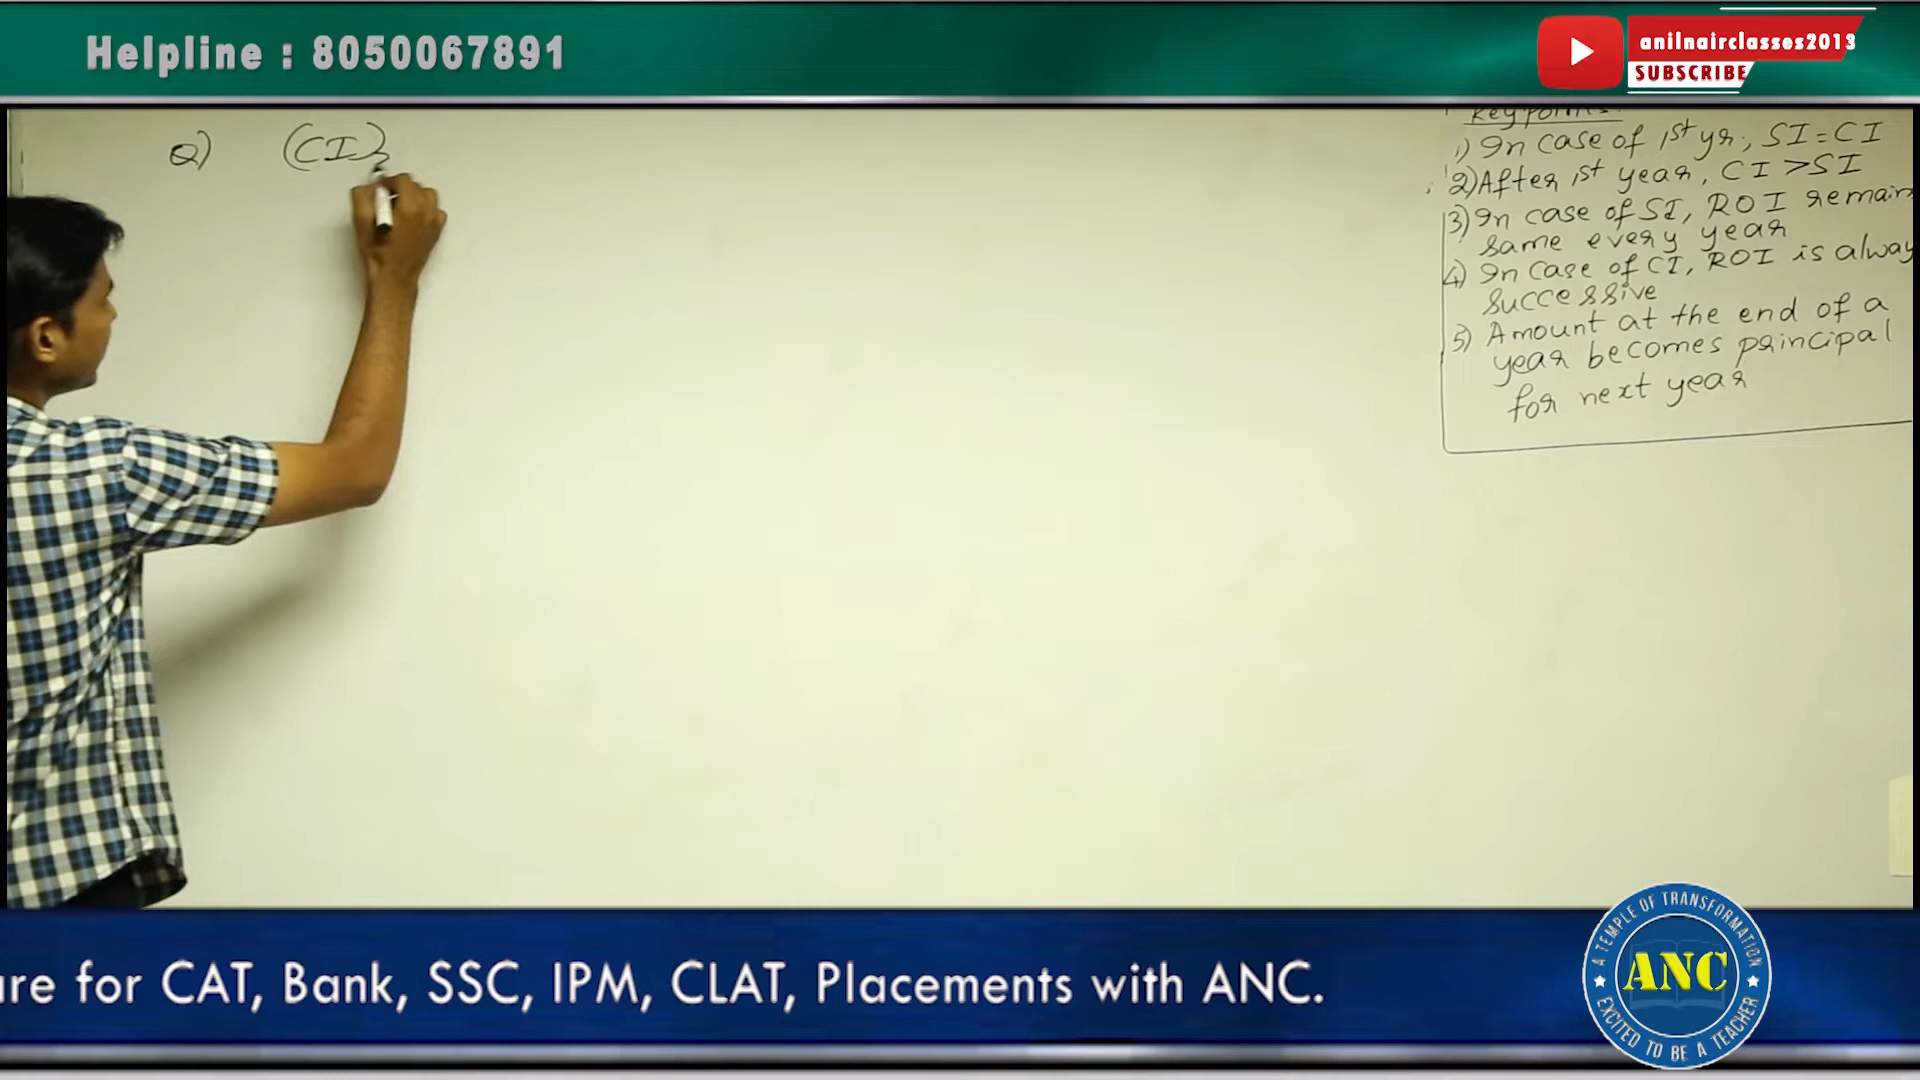 Helpline : 8050067891
anilnairclasses2013
SUBSCRIBE
Q) (CI)
Key points
1) In case of 1st yr, SI = CI
2) After 1st year, CI > SI
3) In case of SI, ROI remain
same every year
4) In case of CI, ROI is alway
successive
5) Amount at the end of a
year becomes principal
for next year
are for CAT, Bank, SSC, IPM, CLAT, Placements with ANC.
A TEMPLE OF TRANSFORMATION
ANC
EXCITED TO BE A TEACHER